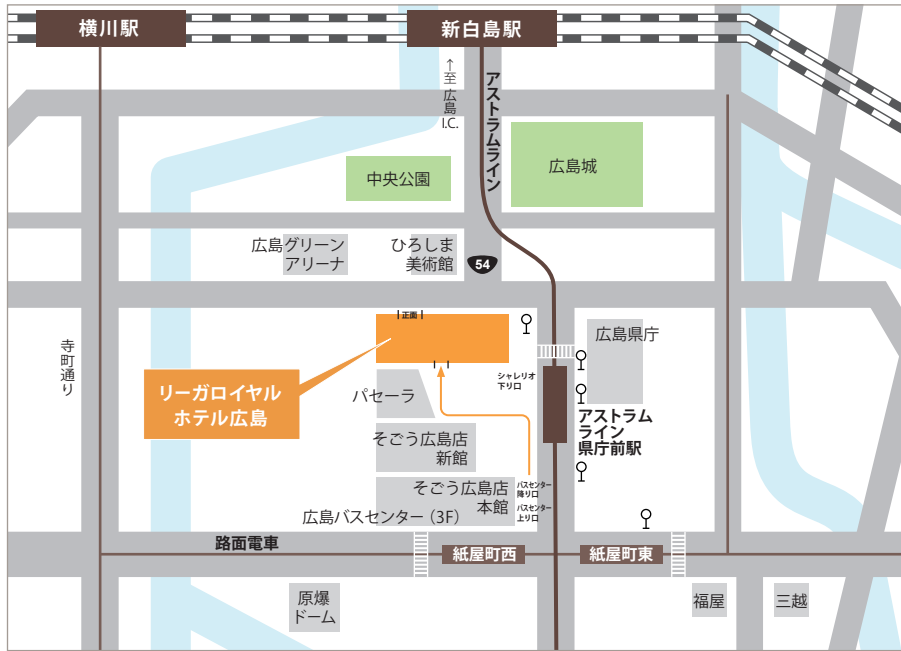 横川駅
新白島駅
↑至 広島I.C.
アストラムライン
中央公園
広島城
広島グリーン
アリーナ
ひろしま
美術館
54
正面
寺町通り
リーガロイヤル
ホテル広島
シャレリオ
下り口
広島県庁
パセーラ
アストラム
ライン
県庁前駅
そごう広島店
新館
そごう広島店
本館
バスセンター
降り口
バスセンター
上り口
広島バスセンター（3F）
路面電車
紙屋町西
紙屋町東
原爆
ドーム
福屋
三越